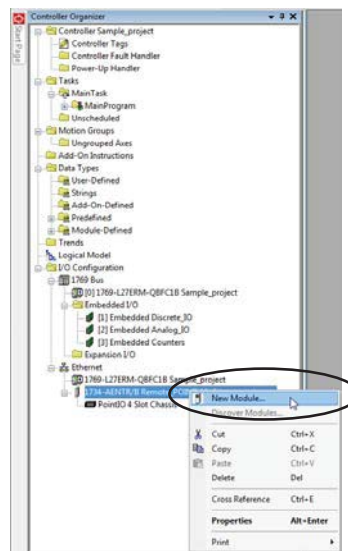 Controller Organizer
Start Page
Controller Sample_project
Controller Tags
Controller Fault Handler
Power-Up Handler
Tasks
MainTask
MainProgram
Unscheduled
Motion Groups
Ungrouped Axes
Add-On Instructions
Data Types
User-Defined
Strings
Add-On-Defined
Predefined
Module-Defined
Trends
Logical Model
I/O Configuration
1769 Bus
[0] 1769-L27ERM-QBFC1B Sample_project
Embedded I/O
[1] Embedded Discrete_IO
[2] Embedded Analog_IO
[3] Embedded Counters
Expansion I/O
Ethernet
1769-L27ERM-QBFC1B Sample_project
1734-AENTR/B Remote_POINT
PointIO 4 Slot Chassis
New Module...
Discover Modules...
Cut Ctrl+X
Copy Ctrl+C
Paste Ctrl+V
Delete Del
Cross Reference Ctrl+E
Properties Alt+Enter
Print